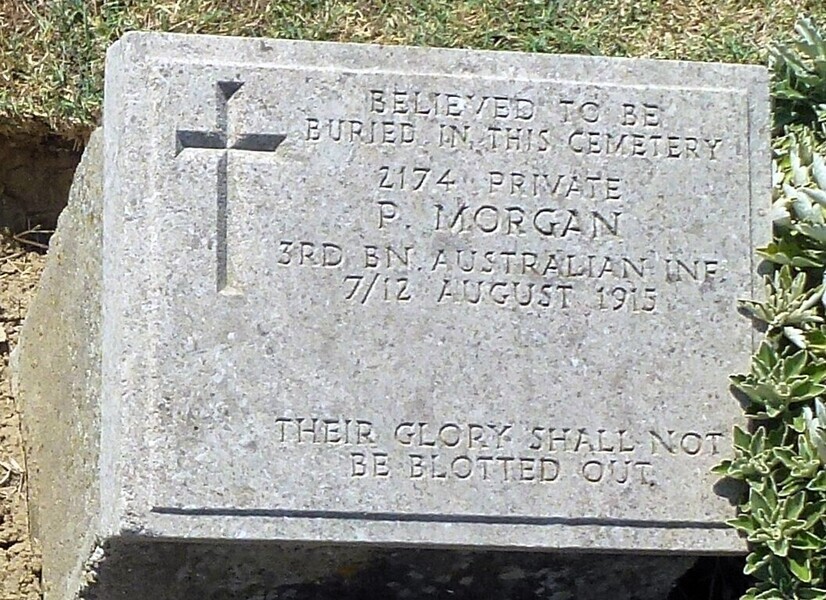 BELIEVED TO BE
BURIED IN THIS CEMETERY
2174 PRIVATE
P. MORGAN
3RD BN. AUSTRALIAN INF.
7/12 AUGUST 1915
THEIR GLORY SHALL NOT
BE BLOTTED OUT.